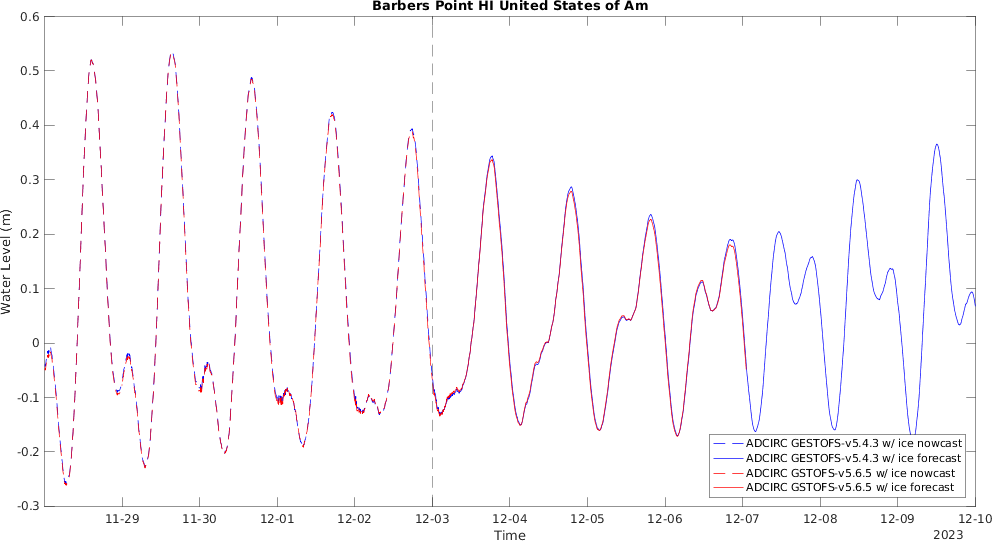 Barbers Point HI United States of Am
0.6
0.5
0.4
0.3
0.2
0.1
0
-0.1
-0.2
-0.3
Water Level (m)
11-29 11-30 12-01 12-02 12-03 12-04 12-05 12-06 12-07 12-08 12-09 12-10
Time
2023
ADCIRC GESTOFS-v5.4.3 w/ ice nowcast
ADCIRC GESTOFS-v5.4.3 w/ ice forecast
ADCIRC GSTOFS-v5.6.5 w/ ice nowcast
ADCIRC GSTOFS-v5.6.5 w/ ice forecast